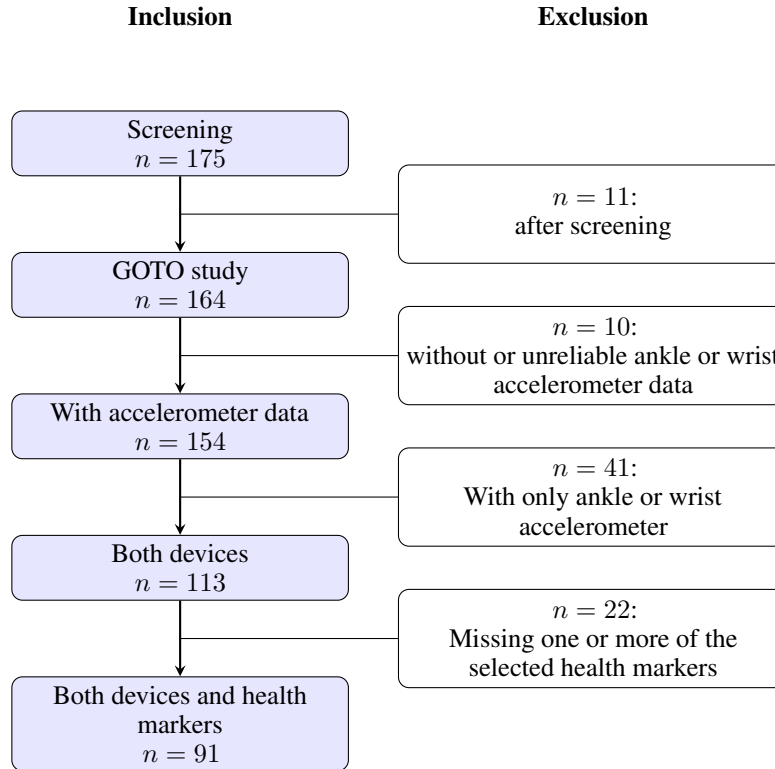 Inclusion
Exclusion
Screening
n = 175
n = 11:
after screening
GOTO study
n = 164
n = 10:
without or unreliable ankle or wrist
accelerometer data
With accelerometer data
n = 154
n = 41:
With only ankle or wrist
accelerometer
Both devices
n = 113
n = 22:
Missing one or more of the
selected health markers
Both devices and health
markers
n = 91